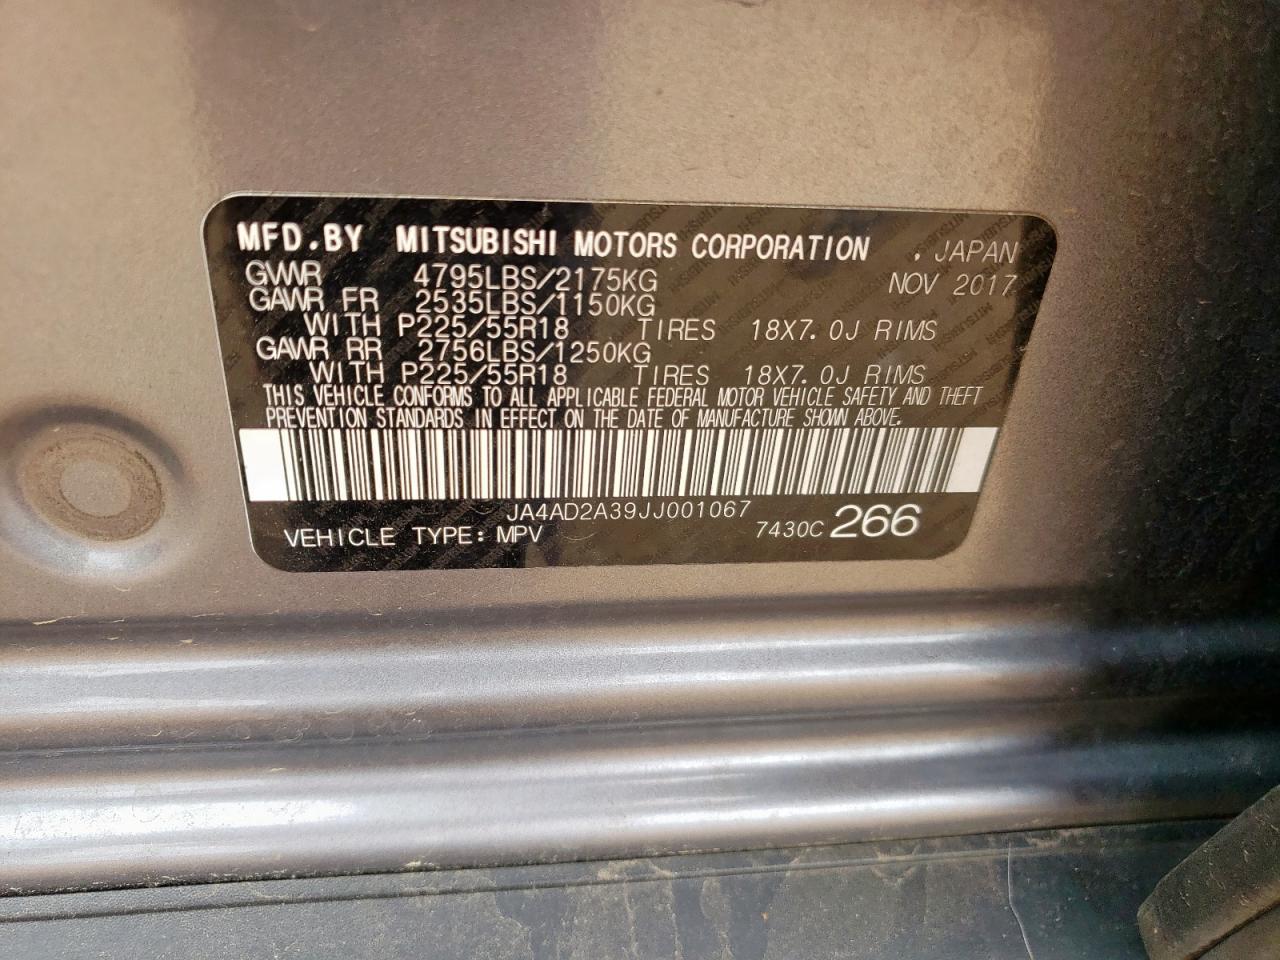 MFD.BY MITSUBISHI MOTORS CORPORATION . JAPAN
GVWR 4795LBS/2175KG NOV 2017
GAWR FR 2535LBS/1150KG
WITH P225/55R18 TIRES 18X7.0J RIMS
GAWR RR 2756LBS/1250KG
WITH P225/55R18 TIRES 18X7.0J RIMS
THIS VEHICLE CONFORMS TO ALL APPLICABLE FEDERAL MOTOR VEHICLE SAFETY AND THEFT
PREVENTION STANDARDS IN EFFECT ON THE DATE OF MANUFACTURE SHOWN ABOVE.
JA4AD2A39JJ001067
VEHICLE TYPE: MPV 7430C 266